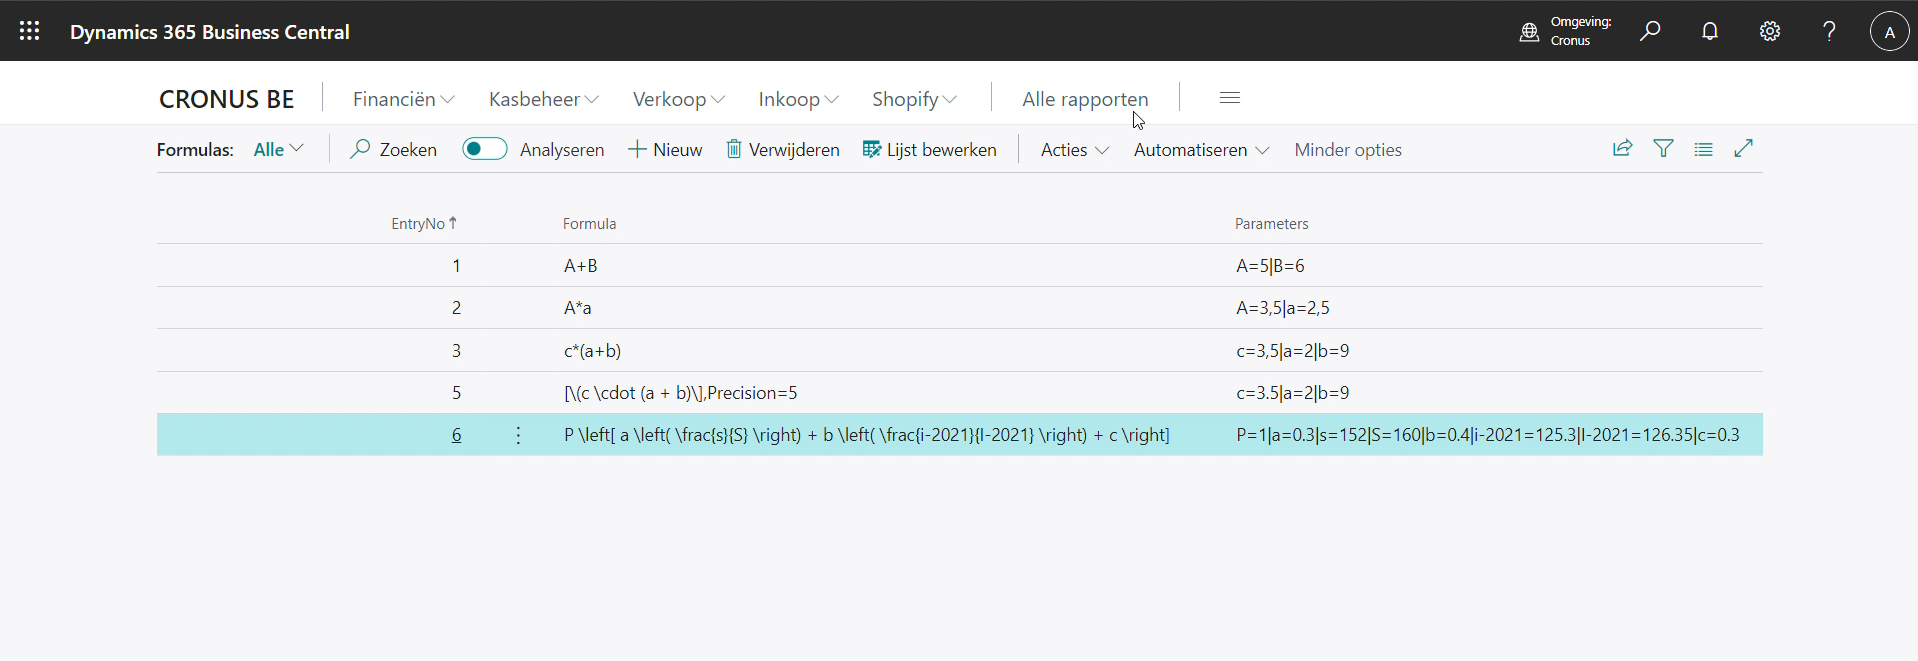 Dynamics 365 Business Central
Omgeving:
Cronus
?
A
CRONUS BE
Financiën
Kasbeheer
Verkoop
Inkoop
Shopify
Alle rapporten
Formulas: Alle
Zoeken
Analyseren
Nieuw
Verwijderen
Lijst bewerken
Acties
Automatiseren
Minder opties
EntryNo↑ Formula Parameters
1 A+B A=5|B=6
2 A*a A=3,5|a=2,5
3 c*(a+b) c=3,5|a=2|b=9
5 [\(c \cdot (a + b)\],Precision=5 c=3.5|a=2|b=9
6 P \left[ a \left( \frac{s}{S} \right) + b \left( \frac{i-2021}{I-2021} \right) + c \right] P=1|a=0.3|s=152|S=160|b=0.4|i-2021=125.3|I-2021=126.35|c=0.3